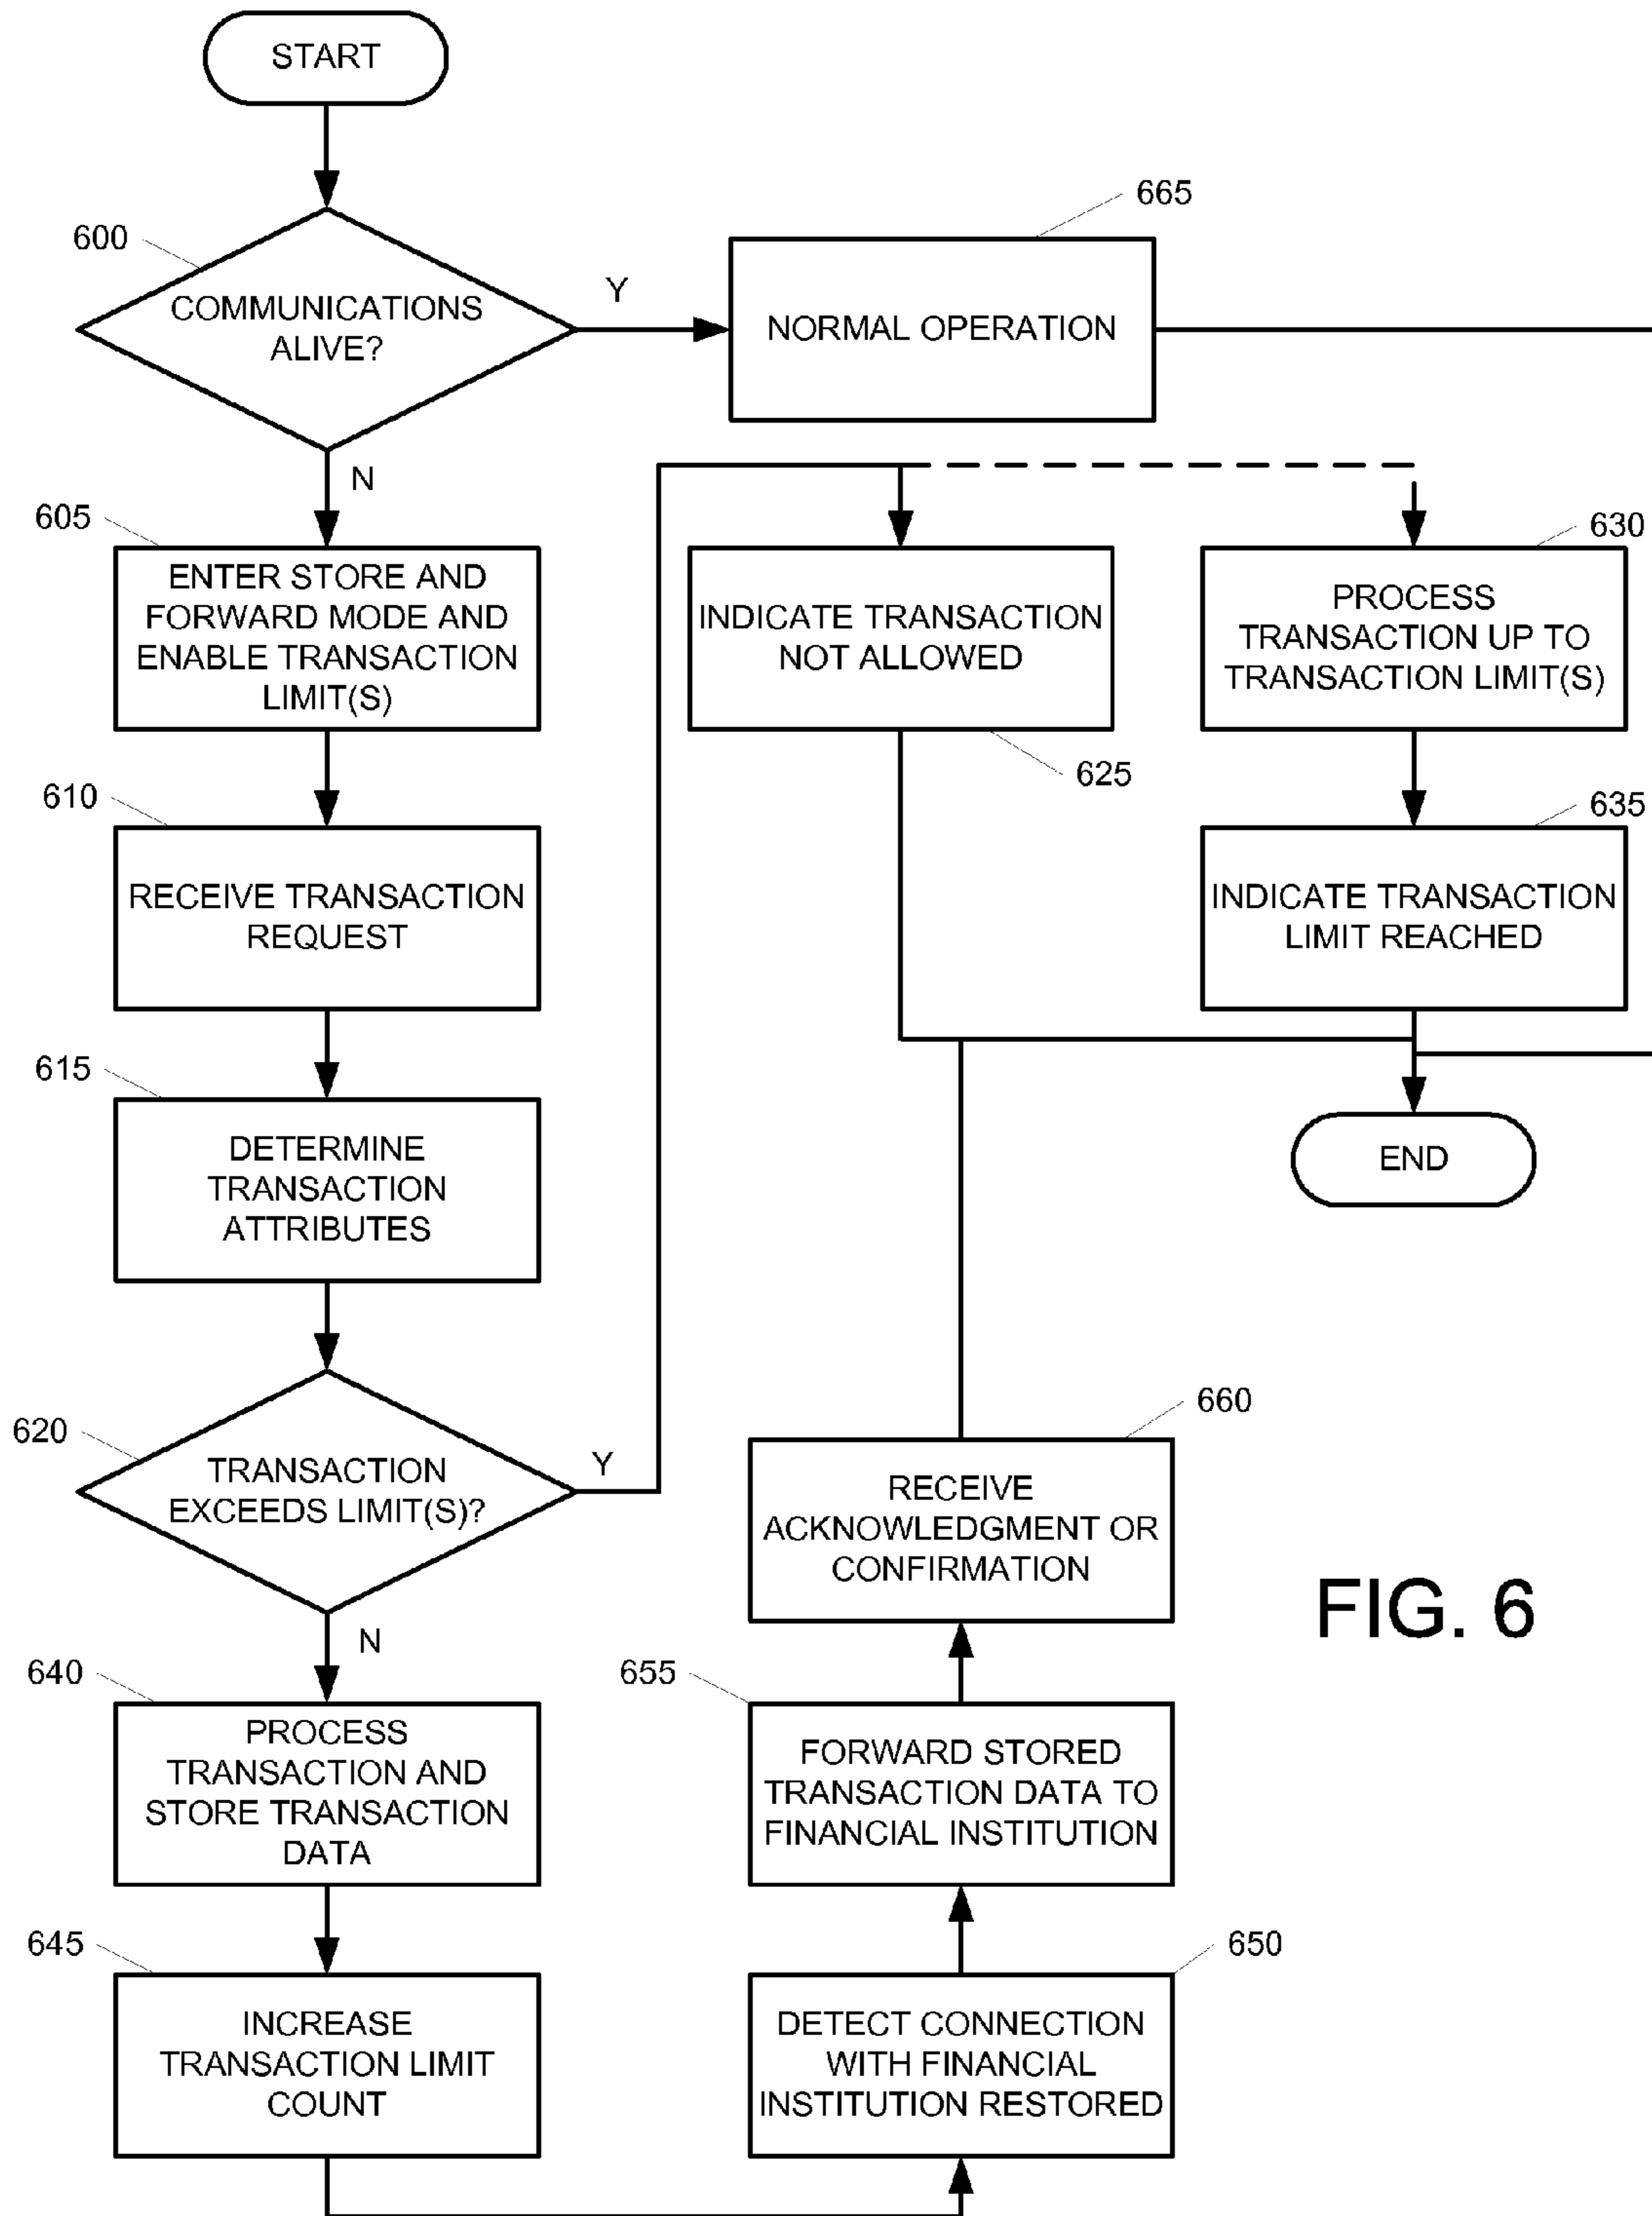 START
600
COMMUNICATIONS
ALIVE?
Y
665
NORMAL OPERATION
N
605
ENTER STORE AND
FORWARD MODE AND
ENABLE TRANSACTION
LIMIT(S)
INDICATE TRANSACTION
NOT ALLOWED
625
630
PROCESS
TRANSACTION UP TO
TRANSACTION LIMIT(S)
610
RECEIVE TRANSACTION
REQUEST
635
INDICATE TRANSACTION
LIMIT REACHED
615
DETERMINE
TRANSACTION
ATTRIBUTES
END
620
TRANSACTION
EXCEEDS LIMIT(S)?
Y
N
660
RECEIVE
ACKNOWLEDGMENT OR
CONFIRMATION
FIG. 6
640
PROCESS
TRANSACTION AND
STORE TRANSACTION
DATA
655
FORWARD STORED
TRANSACTION DATA TO
FINANCIAL INSTITUTION
645
INCREASE
TRANSACTION LIMIT
COUNT
650
DETECT CONNECTION
WITH FINANCIAL
INSTITUTION RESTORED